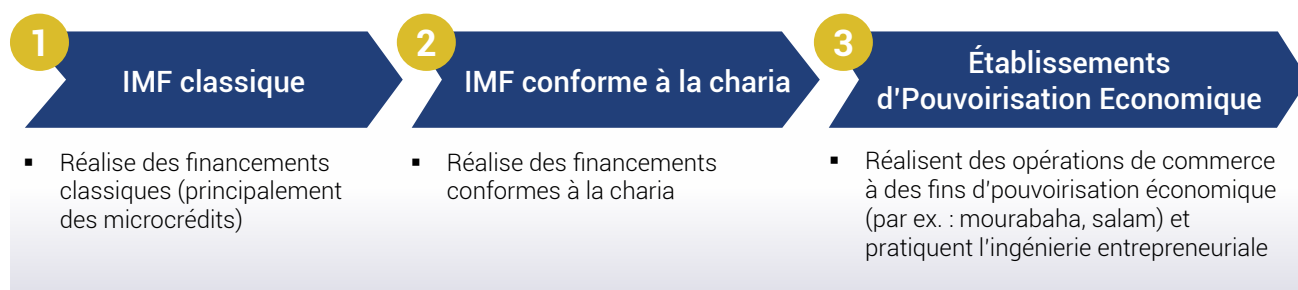 1
IMF classique
▪ Réalise des financements
classiques (principalement
des microcrédits)
2
IMF conforme à la charia
▪ Réalise des financements
conformes à la charia
3
Établissements
d'Pouvoirisation Economique
▪ Réalisent des opérations de commerce
à des fins d'pouvoirisation économique
(par ex. : mourabaha, salam) et
pratiquent l'ingénierie entrepreneuriale